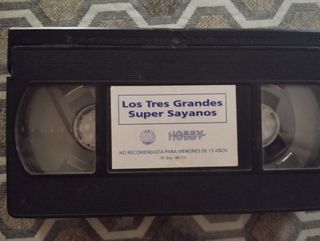 Los Tres Grandes
Super Sayanos
HOBBY
NO RECOMENDADA PARA MENORES DE 13 AÑOS